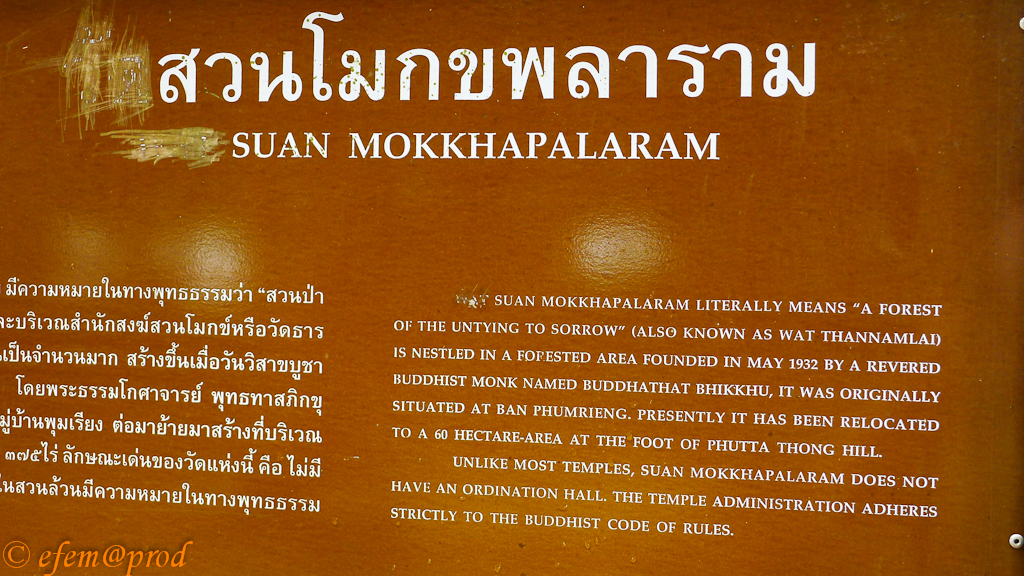 สวนโมกขพลาราม
SUAN MOKKHAPALARAM
มีความหมายในทางพุทธธรรมว่า “สวนป่า
ละบริเวณสำนักสงฆ์สวนโมกข์หรือวัดธาร
เป็นจำนวนมาก สร้างขึ้นเมื่อวันวิสาขบูชา
โดยพระธรรมโกศาจารย์ พุทธทาสภิกขุ
หมู่บ้านพุมเรียง ต่อมาย้ายมาสร้างที่บริเวณ
๓๗๕ไร่ ลักษณะเด่นของวัดแห่งนี้ คือ ไม่มี
ในสวนล้วนมีความหมายในทางพุทธธรรม
SUAN MOKKHAPALARAM LITERALLY MEANS “A FOREST
OF THE UNTYING TO SORROW” (ALSO KNOWN AS WAT THANNAMLAI)
IS NESTLED IN A FORESTED AREA FOUNDED IN MAY 1932 BY A REVERED
BUDDHIST MONK NAMED BUDDHATHAT BHIKKHU, IT WAS ORIGINALLY
SITUATED AT BAN PHUMRIENG. PRESENTLY IT HAS BEEN RELOCATED
TO A 60 HECTARE-AREA AT THE FOOT OF PHUTTA THONG HILL.
UNLIKE MOST TEMPLES, SUAN MOKKHAPALARAM DOES NOT
HAVE AN ORDINATION HALL. THE TEMPLE ADMINISTRATION ADHERES
STRICTLY TO THE BUDDHIST CODE OF RULES.
© efem@prod